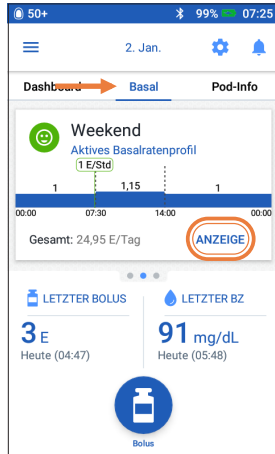 50+ 99% 07:25
2. Jan.
Dashboard Basal Pod-Info
Weekend
Aktives Basalratenprofil
1 E/Std
1 1,15 1
00:00 07:30 14:00 00:00
Gesamt: 24,95 E/Tag ANZEIGE
LETZTER BOLUS LETZTER BZ
3 E 91 mg/dL
Heute (04:47) Heute (05:48)
Bolus